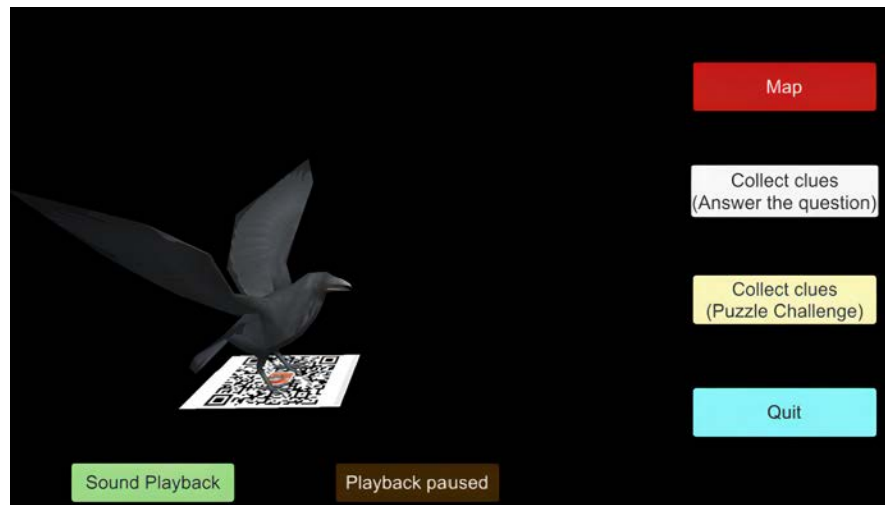 Map
Collect clues
(Answer the question)
Collect clues
(Puzzle Challenge)
Quit
Sound Playback
Playback paused